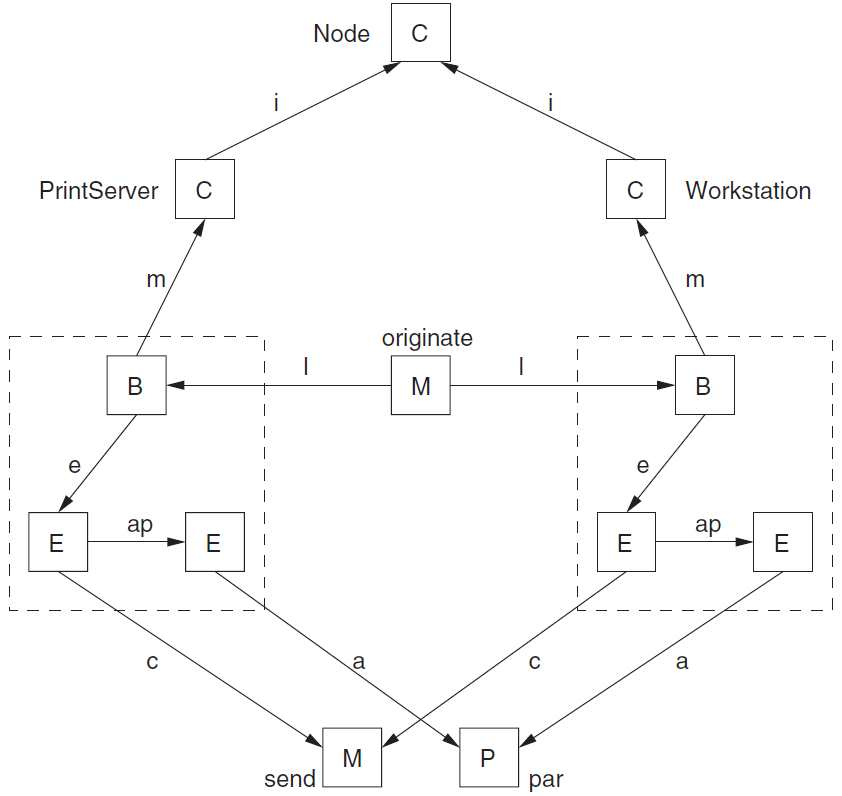 Node C
i i
PrintServer C C Workstation
m m
originate
B l M l B
e e
E ap E E ap E
c a c a
M P
send par